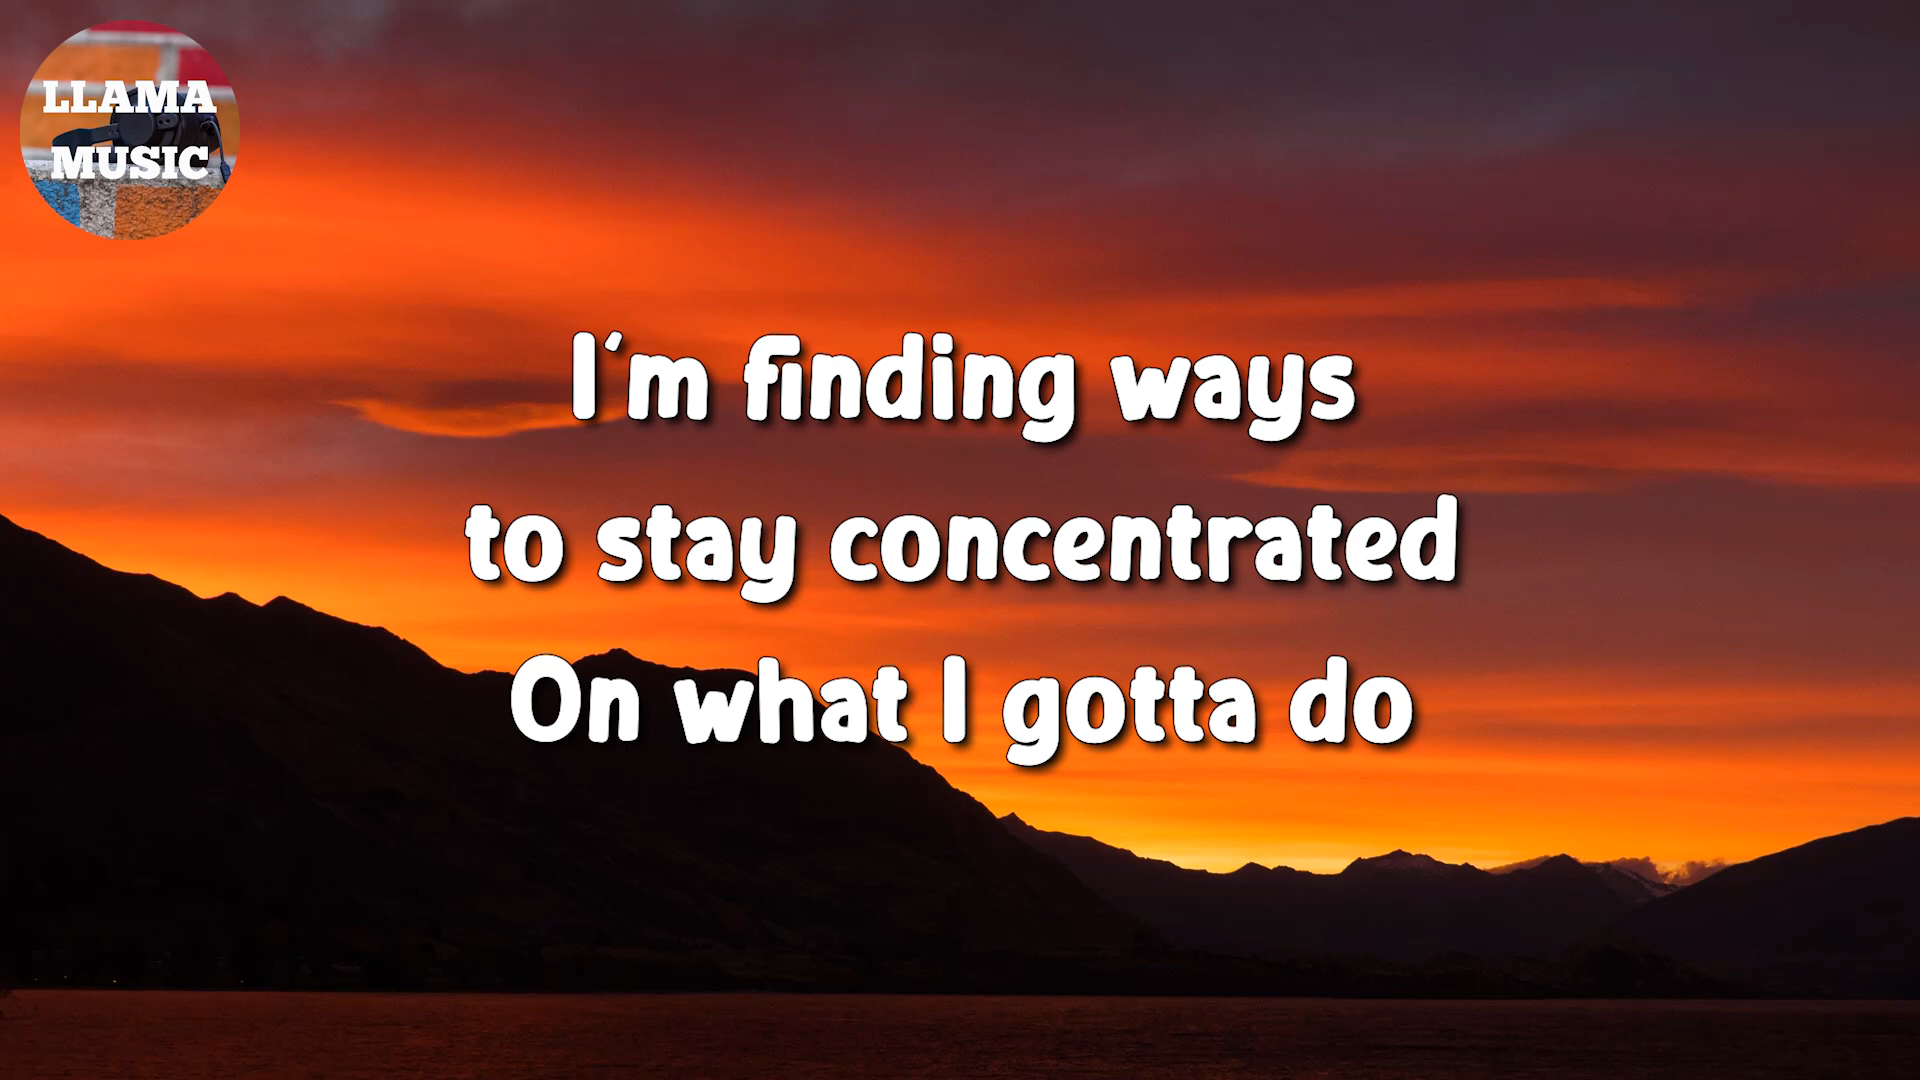 LLAMA
MUSIC
I'm finding ways
to stay concentrated
On what I gotta do